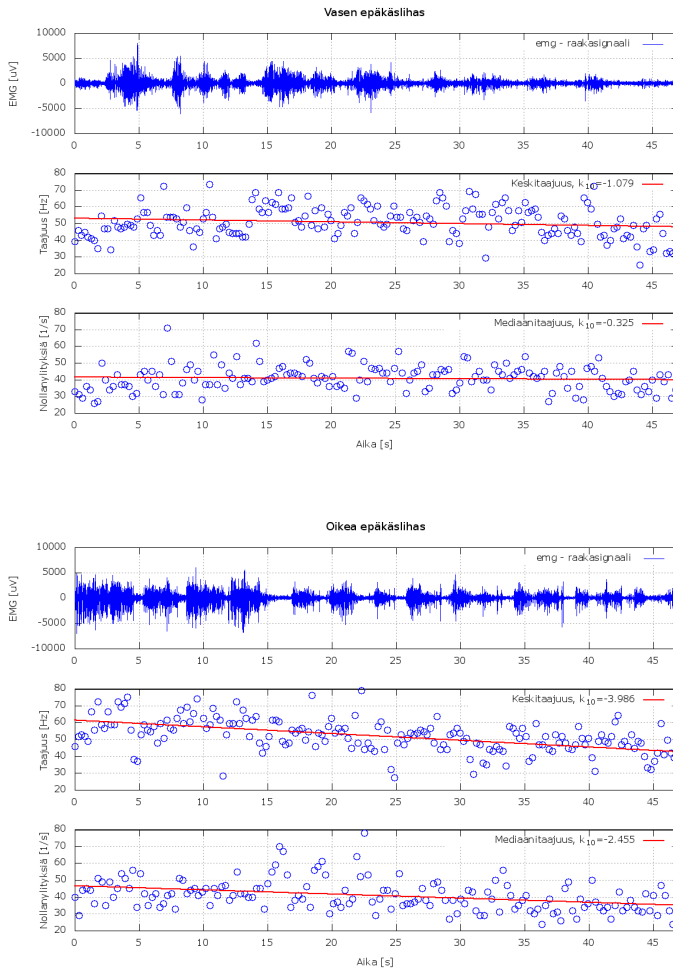 Vasen epäkäslihas
emg - raakasignaali
EMG [uV]
10000
5000
0
-5000
-10000
0 5 10 15 20 25 30 35 40 45
Keskitaajuus, k10=-1.079
Taajuus [Hz]
80
70
60
50
40
30
20
0 5 10 15 20 25 30 35 40 45
Mediaanitaajuus, k10=-0.325
Nollanylityksiä [1/s]
80
70
60
50
40
30
20
0 5 10 15 20 25 30 35 40 45
Aika [s]
Oikea epäkäslihas
emg - raakasignaali
EMG [uV]
10000
5000
0
-5000
-10000
0 5 10 15 20 25 30 35 40 45
Keskitaajuus, k10=-3.986
Taajuus [Hz]
80
70
60
50
40
30
20
0 5 10 15 20 25 30 35 40 45
Mediaanitaajuus, k10=-2.455
Nollanylityksiä [1/s]
80
70
60
50
40
30
20
0 5 10 15 20 25 30 35 40 45
Aika [s]